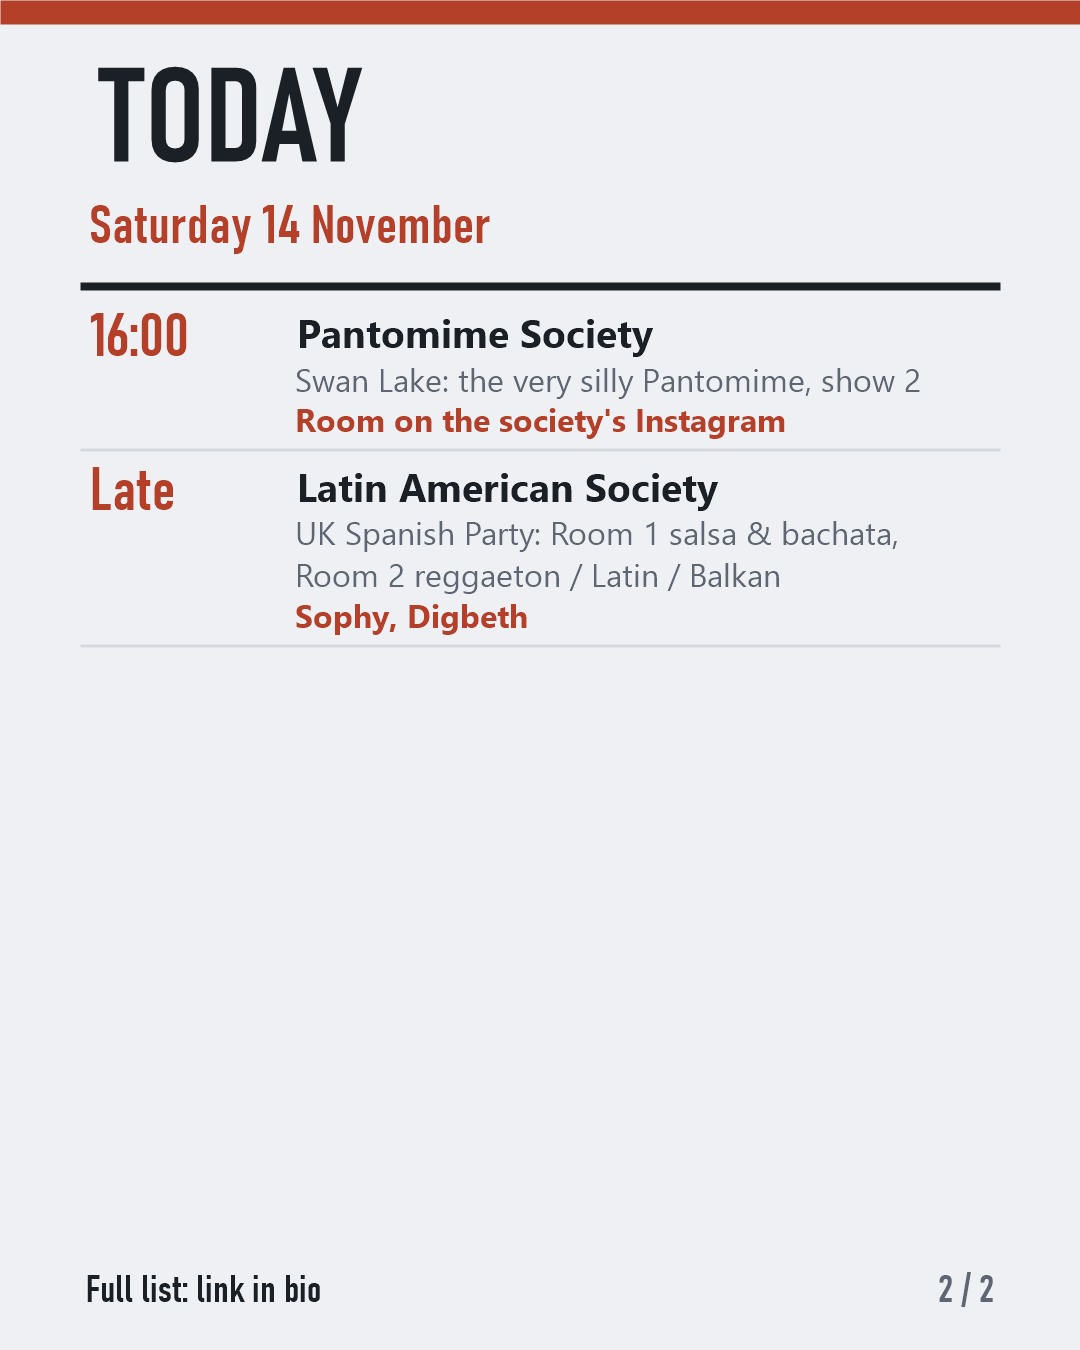 TODAY
Saturday 14 November
16:00
Pantomime Society
Swan Lake: the very silly Pantomime, show 2
Room on the society's Instagram
Late
Latin American Society
UK Spanish Party: Room 1 salsa & bachata,
Room 2 reggaeton / Latin / Balkan
Sophy, Digbeth
Full list: link in bio
2 / 2